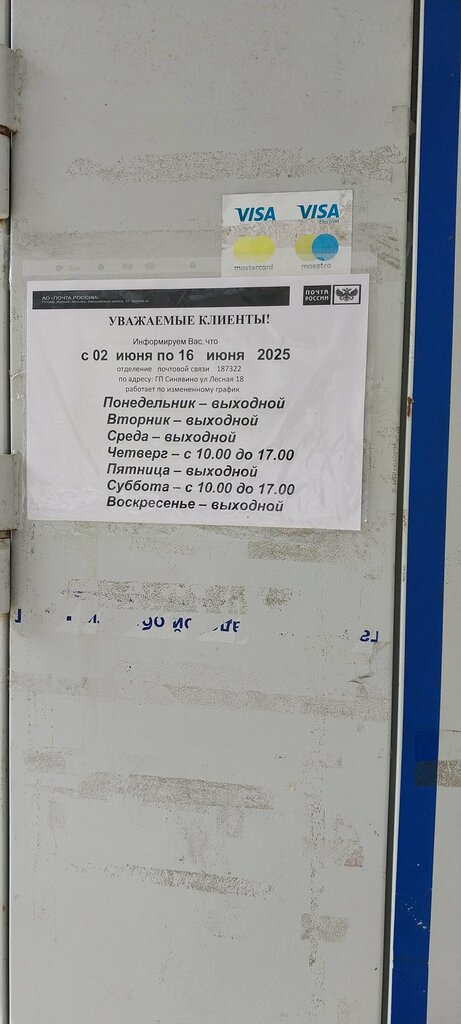 VISA VISA
Electron
mastercard maestro
АО «ПОЧТА РОССИИ»
ПОЧТА
РОССИИ
УВАЖАЕМЫЕ КЛИЕНТЫ!
Информируем Вас, что
с 02 июня по 16 июня 2025
отделение почтовой связи 187322
по адресу: ГП Синявино ул Лесная 18
работает по измененному график
Понедельник – выходной
Вторник – выходной
Среда – выходной
Четверг – с 10.00 до 17.00
Пятница – выходной
Суббота – с 10.00 до 17.00
Воскресенье – выходной